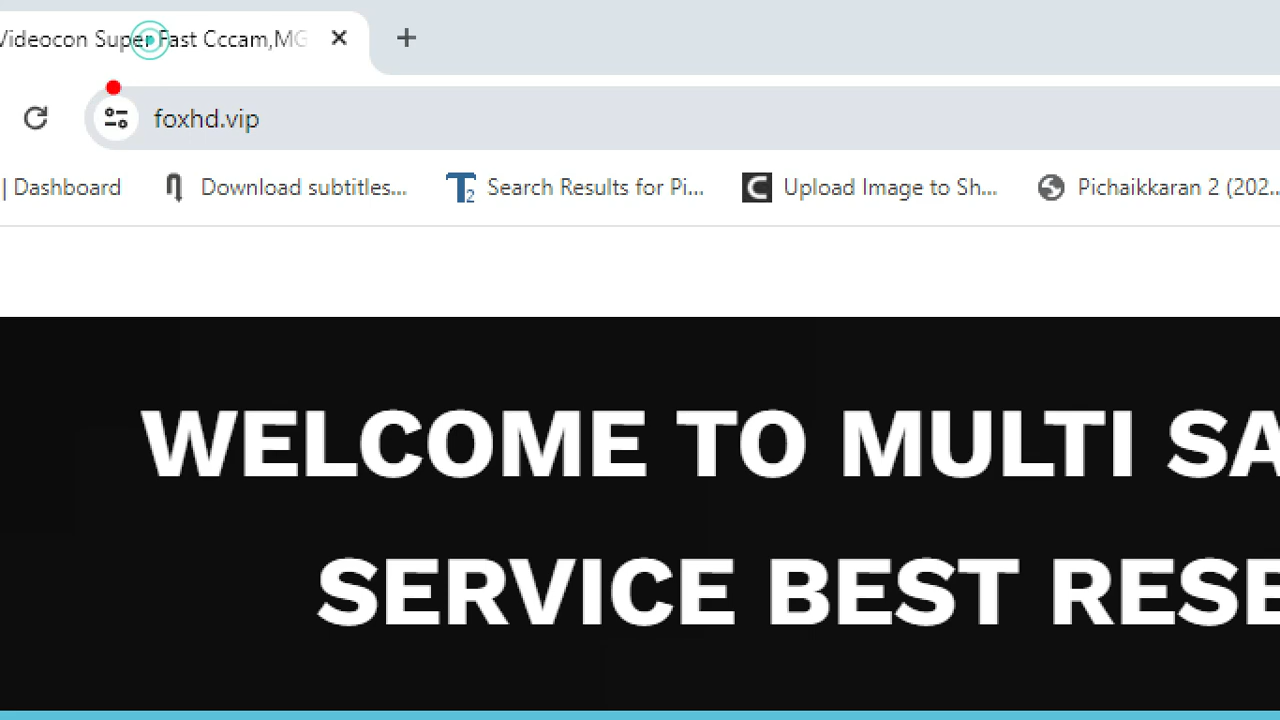 Videocon Super Fast Cccam,MG
foxhd.vip
| Dashboard
Download subtitles...
T2 Search Results for Pi...
C Upload Image to Sh...
Pichaikkaran 2 (202...
WELCOME TO MULTI SA
SERVICE BEST RESE